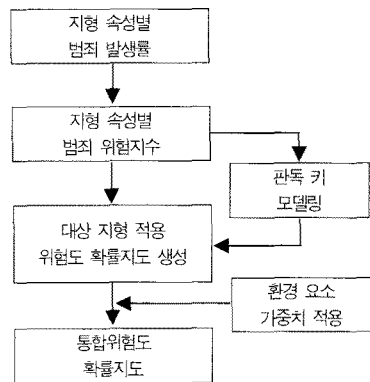 지형 속성별
범죄 발생률
지형 속성별
범죄 위험지수
판독 키
모델링
대상 지형 적용
위험도 확률지도 생성
환경 요소
가중치 적용
통합위험도
확률지도